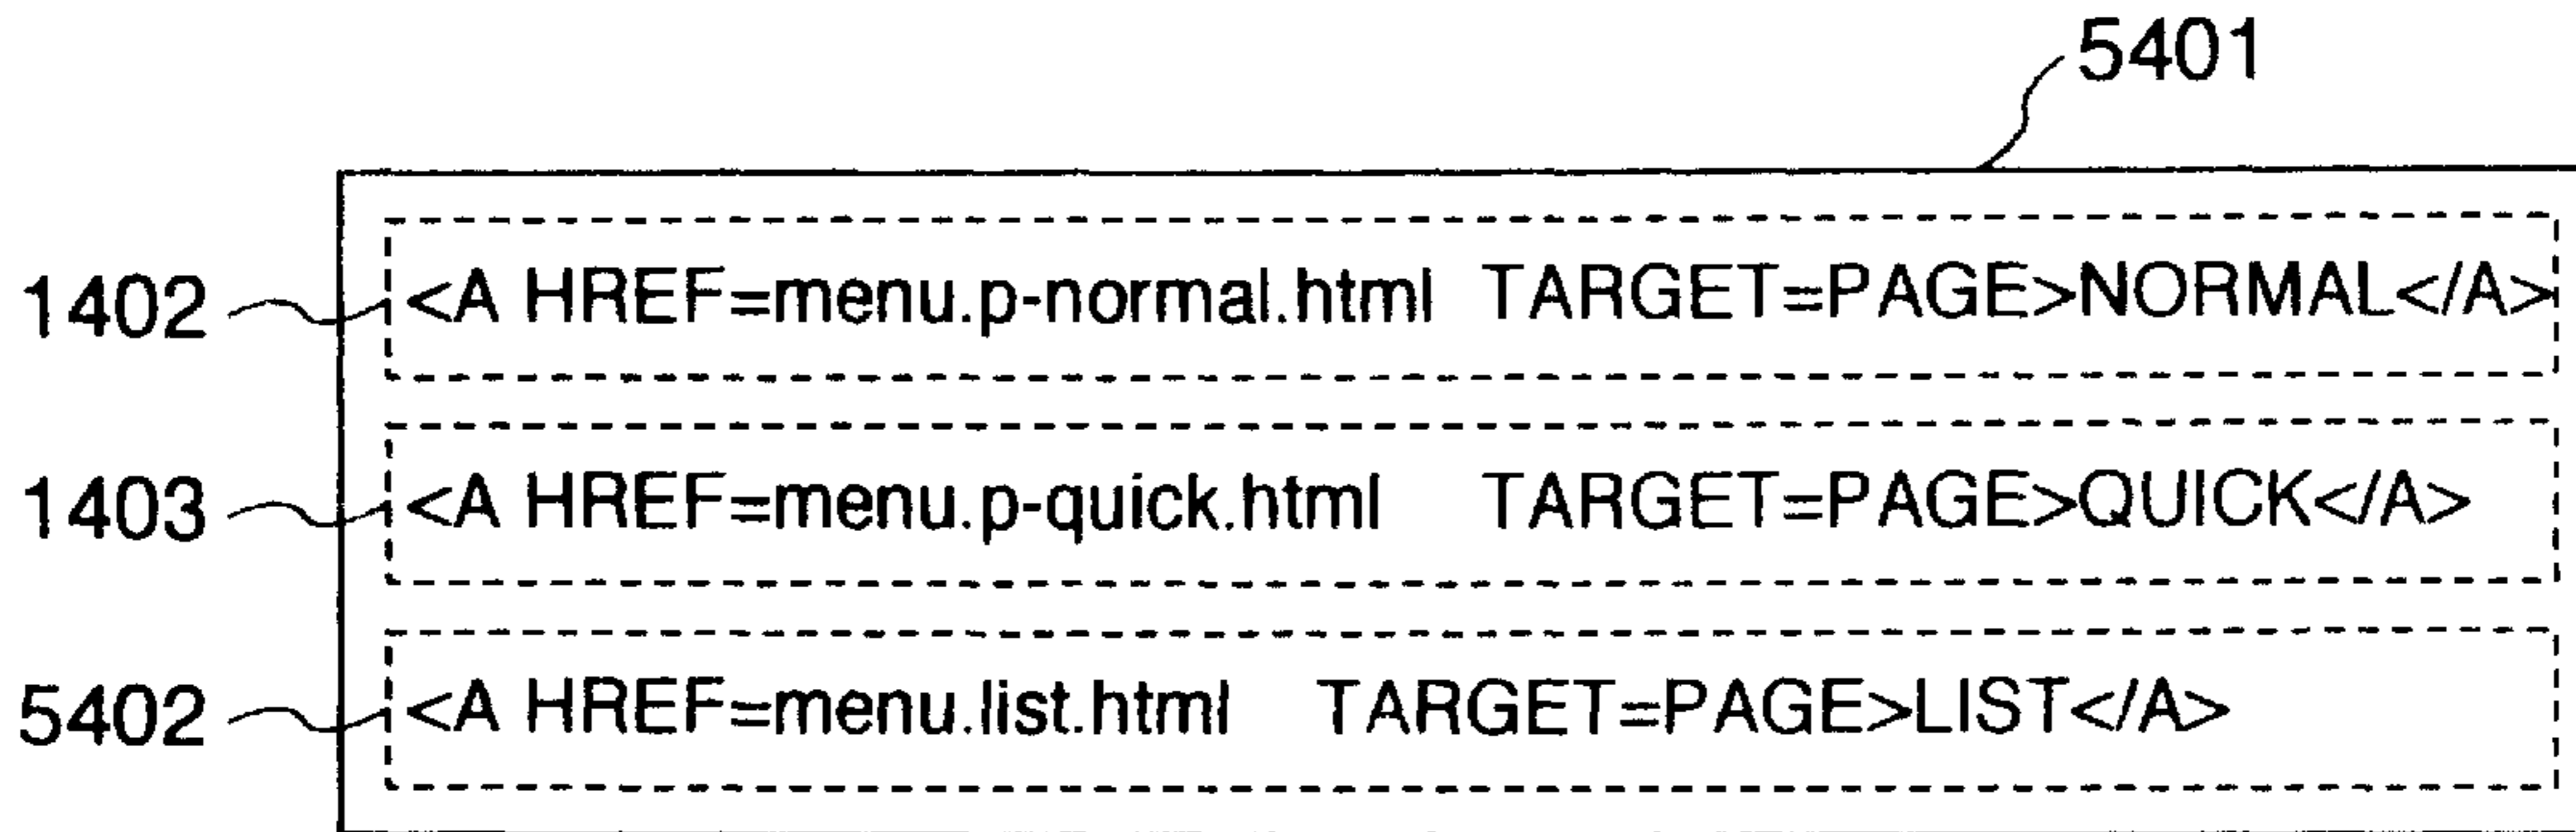 5401
1402 <A HREF=menu.p-normal.html TARGET=PAGE>NORMAL</A>
1403 <A HREF=menu.p-quick.html TARGET=PAGE>QUICK</A>
5402 <A HREF=menu.list.html TARGET=PAGE>LIST</A>